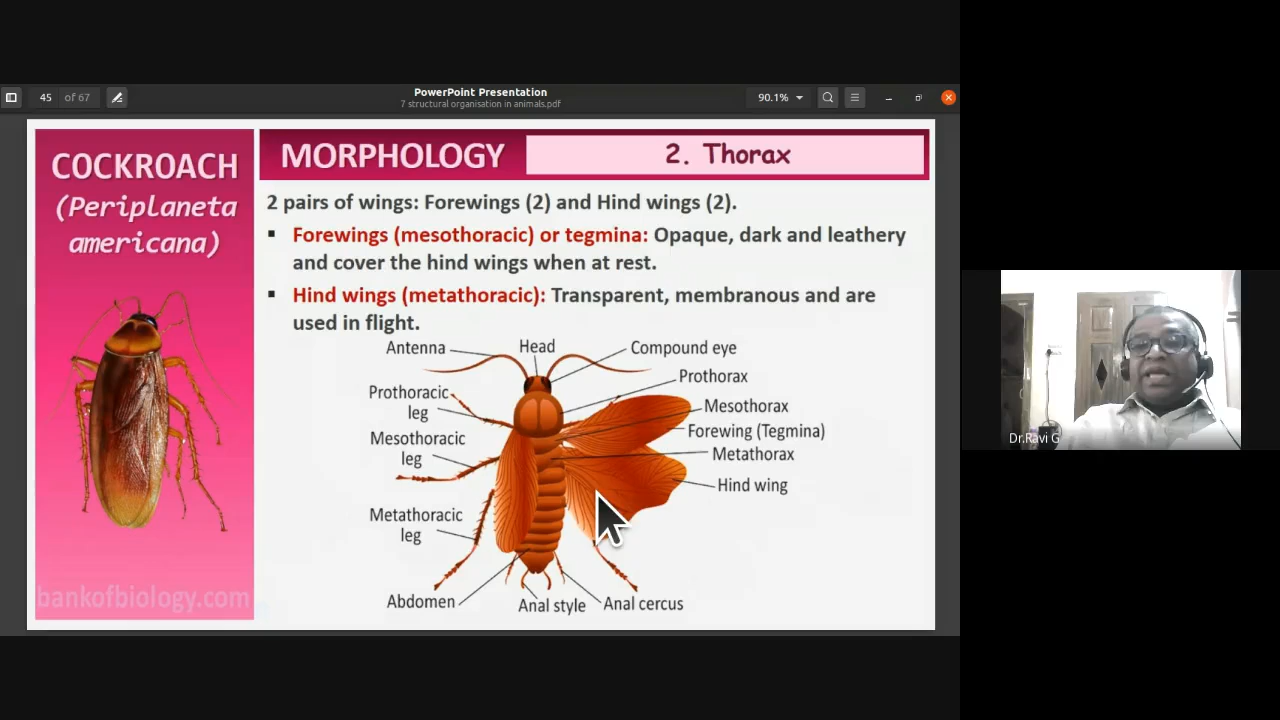 PowerPoint Presentation
45 of 67
7 structural organisation in animals.pdf
90.1%
COCKROACH
(Periplaneta
americana)
bankofbiology.com
MORPHOLOGY
2. Thorax
2 pairs of wings: Forewings (2) and Hind wings (2).
▪ Forewings (mesothoracic) or tegmina: Opaque, dark and leathery
and cover the hind wings when at rest.
▪ Hind wings (metathoracic): Transparent, membranous and are
used in flight.
Antenna
Head
Compound eye
Prothoracic
leg
Prothorax
Mesothorax
Mesothoracic
leg
Forewing (Tegmina)
Metathorax
Hind wing
Metathoracic
leg
Abdomen
Anal style
Anal cercus
Dr.Ravi G